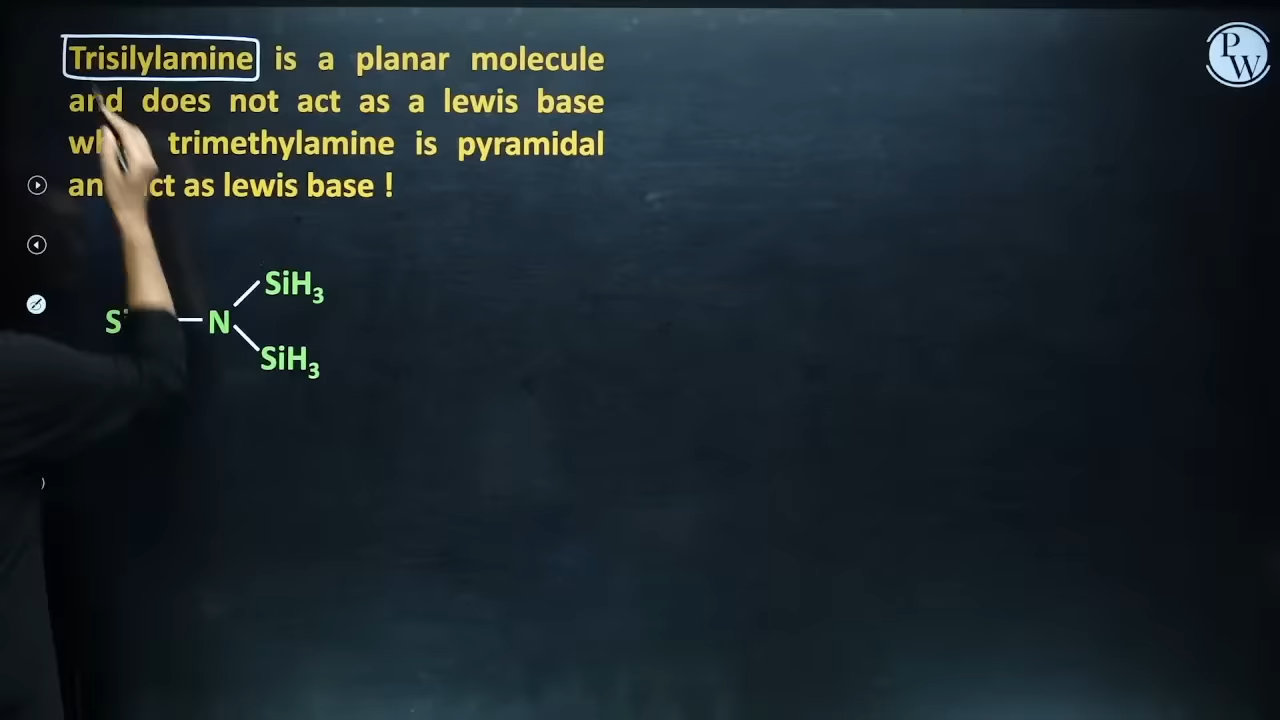 Trisilylamine is a planar molecule
and does not act as a lewis base
trimethylamine is pyramidal
as lewis base !
SiH3
N
SiH3
PW